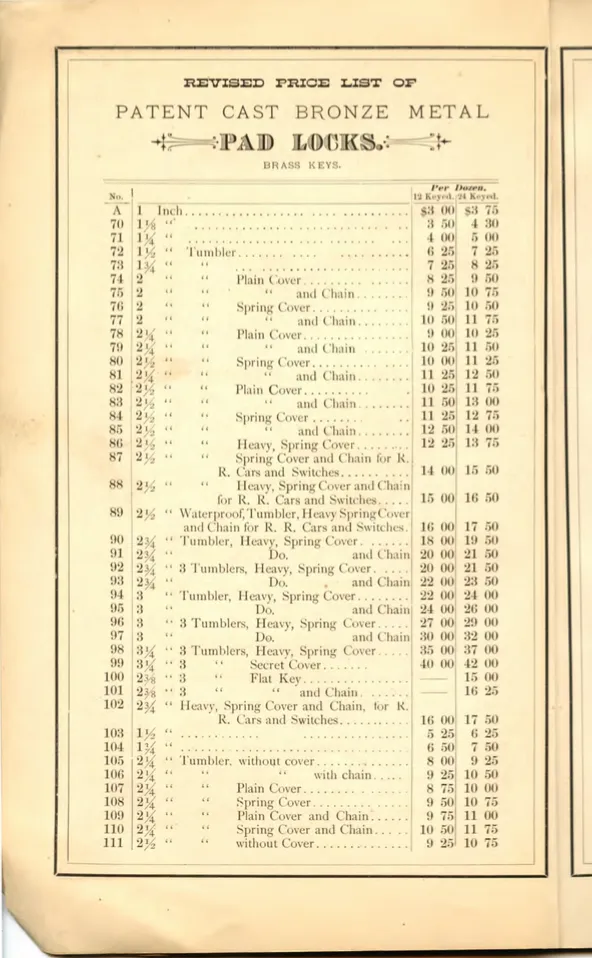 REVISED PRICE LIST OF
PATENT CAST BRONZE METAL
PAD LOCKS.
BRASS KEYS.
Per Dozen.
No. 12 Keyed. 24 Keyed.
A 1 Inch $3 00 $3 75
70 1⅛ " 3 50 4 30
71 1¼ " 4 00 5 00
72 1½ " Tumbler 6 25 7 25
73 1¾ " " 7 25 8 25
74 2 " " Plain Cover 8 25 9 50
75 2 " " " and Chain 9 50 10 75
76 2 " " Spring Cover 9 25 10 50
77 2 " " " and Chain 10 50 11 75
78 2¼ " " Plain Cover 9 00 10 25
79 2¼ " " " and Chain 10 25 11 50
80 2½ " " Spring Cover 10 00 11 25
81 2¼ " " " and Chain 11 25 12 50
82 2½ " " Plain Cover 10 25 11 75
83 2½ " " " and Chain 11 50 13 00
84 2½ " " Spring Cover 11 25 12 75
85 2½ " " " and Chain 12 50 14 00
86 2½ " " Heavy, Spring Cover 12 25 13 75
87 2½ " " Spring Cover and Chain for R.
R. Cars and Switches 14 00 15 50
88 2½ " " Heavy, Spring Cover and Chain
for R. R. Cars and Switches 15 00 16 50
89 2½ " Waterproof, Tumbler, Heavy Spring Cover
and Chain for R. R. Cars and Switches. 16 00 17 50
90 2¾ " Tumbler, Heavy, Spring Cover 18 00 19 50
91 2¾ " Do. and Chain 20 00 21 50
92 2¾ " 3 Tumblers, Heavy, Spring Cover 20 00 21 50
93 2¾ " Do. and Chain 22 00 23 50
94 3 " Tumbler, Heavy, Spring Cover 22 00 24 00
95 3 " Do. and Chain 24 00 26 00
96 3 " 3 Tumblers, Heavy, Spring Cover 27 00 29 00
97 3 " Do. and Chain 30 00 32 00
98 3¼ " 3 Tumblers, Heavy, Spring Cover 35 00 37 00
99 3¼ " 3 " Secret Cover 40 00 42 00
100 2⅜ " 3 " Flat Key —— 15 00
101 2⅜ " 3 " " and Chain —— 16 25
102 2¾ " Heavy, Spring Cover and Chain, for R.
R. Cars and Switches 16 00 17 50
103 1½ " 5 25 6 25
104 1¾ " 6 50 7 50
105 2¼ " Tumbler, without cover 8 00 9 25
106 2¼ " " " with chain 9 25 10 50
107 2¼ " " Plain Cover 8 75 10 00
108 2¼ " " Spring Cover 9 50 10 75
109 2¼ " " Plain Cover and Chain 9 75 11 00
110 2¼ " " Spring Cover and Chain 10 50 11 75
111 2½ " " without Cover 9 25 10 75